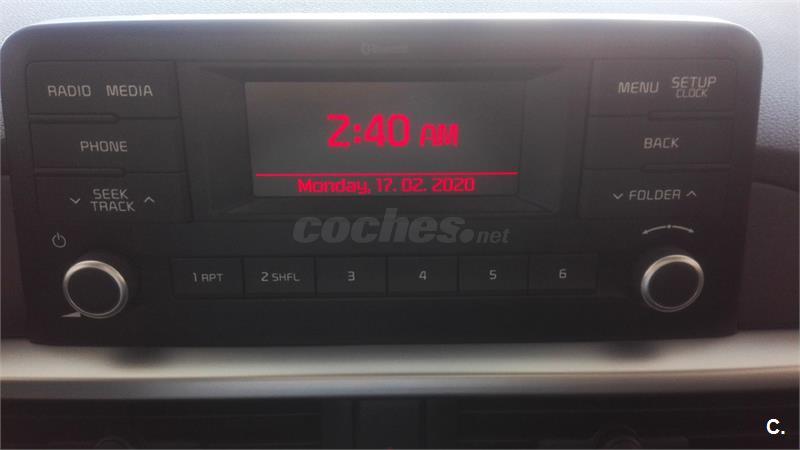 Bluetooth
RADIO MEDIA
MENU SETUP
CLOCK
2:40 AM
PHONE
BACK
Monday, 17. 02. 2020
SEEK
TRACK
FOLDER
coches.net
1 RPT 2 SHFL 3 4 5 6
C.